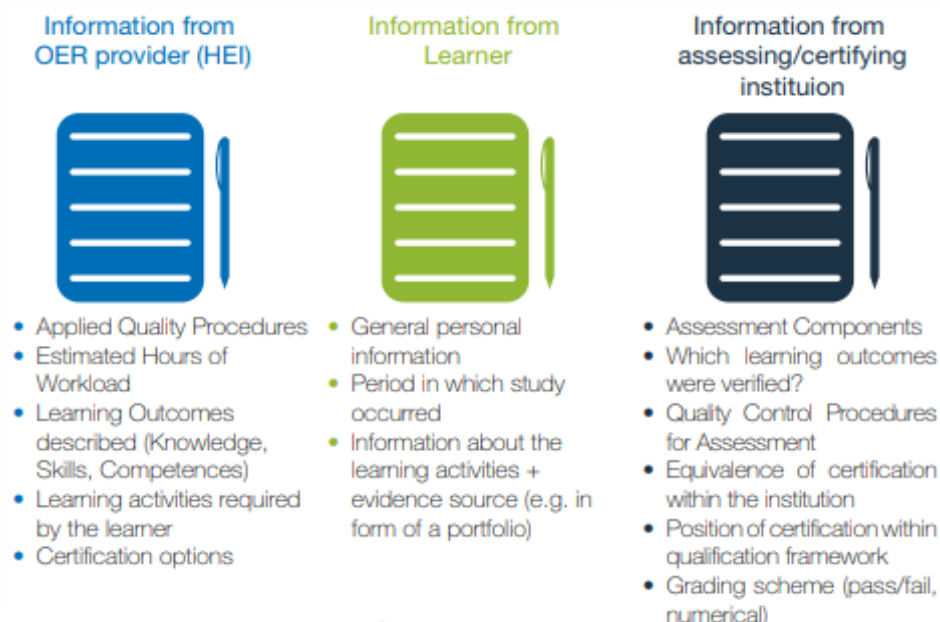 Information from
OER provider (HEI)
• Applied Quality Procedures
• Estimated Hours of
Workload
• Learning Outcomes
described (Knowledge,
Skills, Competences)
• Learning activities required
by the learner
• Certification options
Information from
Learner
• General personal
information
• Period in which study
occurred
• Information about the
learning activities +
evidence source (e.g. in
form of a portfolio)
Information from
assessing/certifying
instituion
• Assessment Components
• Which learning outcomes
were verified?
• Quality Control Procedures
for Assessment
• Equivalence of certification
within the institution
• Position of certification within
qualification framework
• Grading scheme (pass/fail,
numerical)